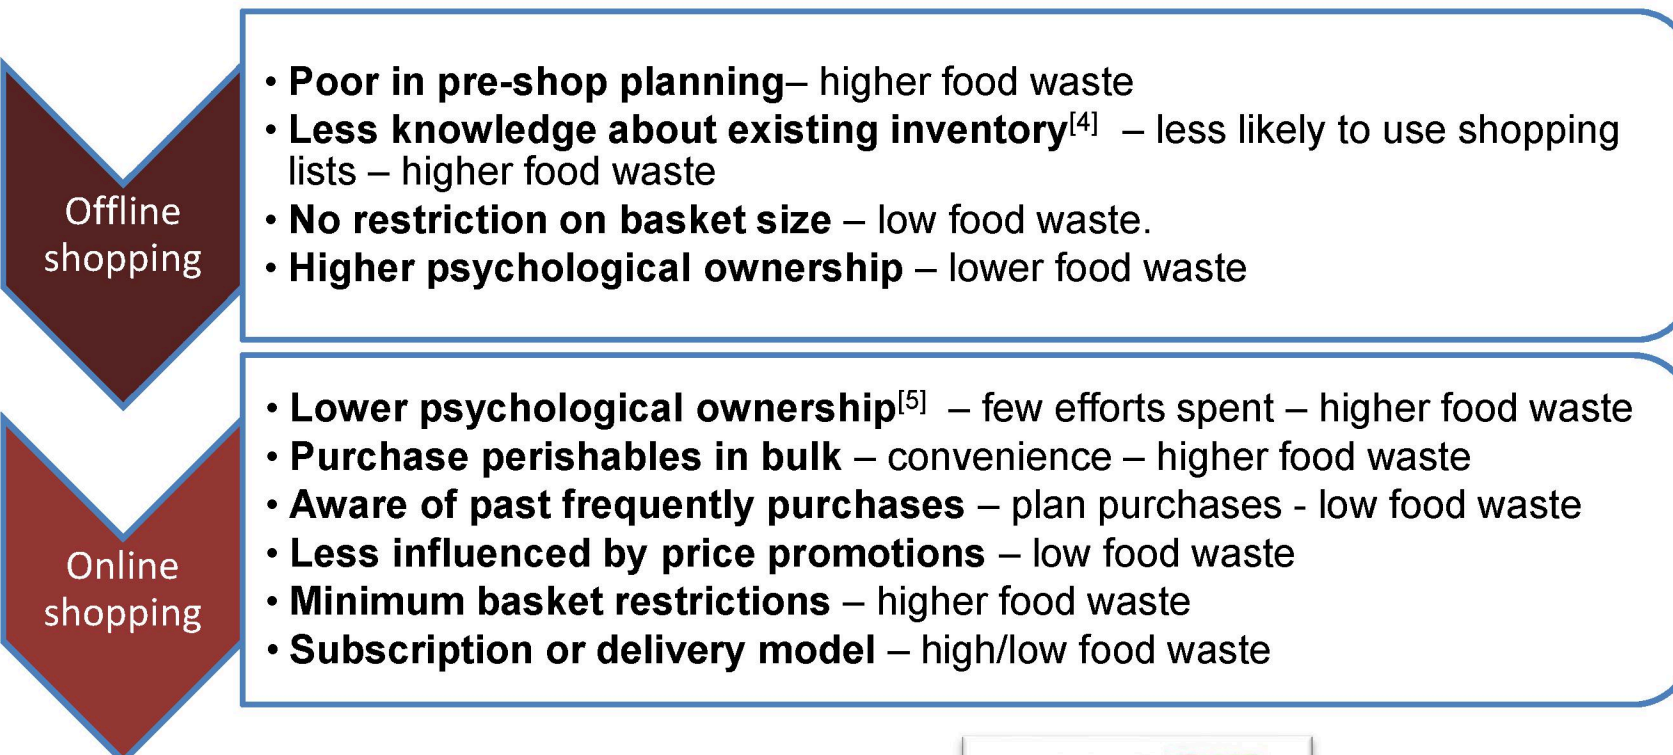 Offline
shopping
• Poor in pre-shop planning– higher food waste
• Less knowledge about existing inventory[4] – less likely to use shopping
lists – higher food waste
• No restriction on basket size – low food waste.
• Higher psychological ownership – lower food waste
Online
shopping
• Lower psychological ownership[5] – few efforts spent – higher food waste
• Purchase perishables in bulk – convenience – higher food waste
• Aware of past frequently purchases – plan purchases - low food waste
• Less influenced by price promotions – low food waste
• Minimum basket restrictions – higher food waste
• Subscription or delivery model – high/low food waste